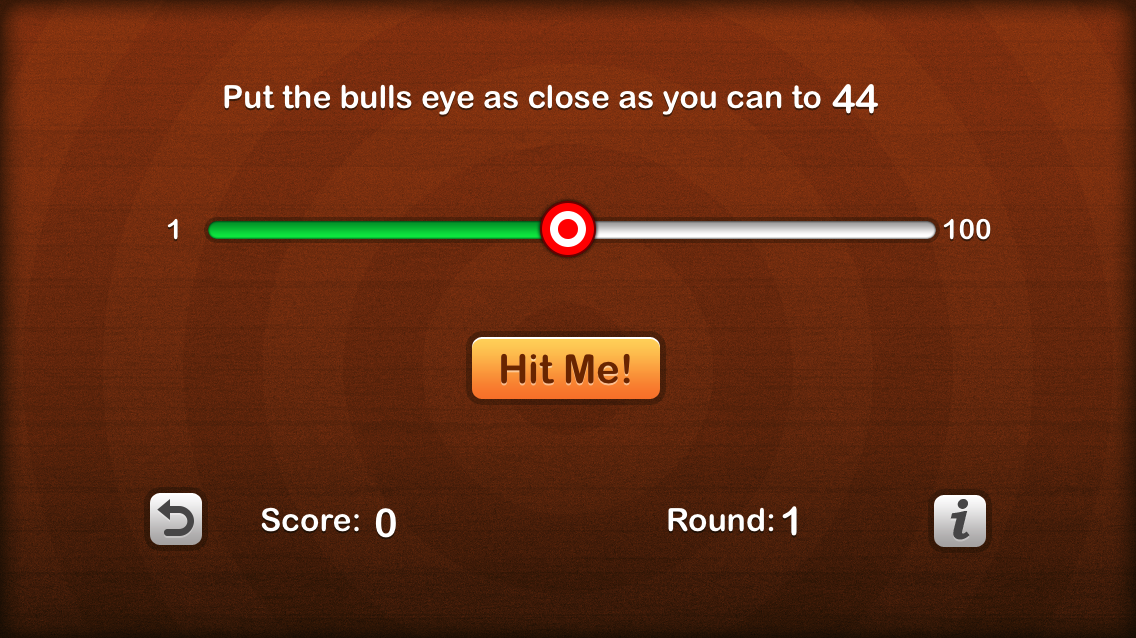 Put the bulls eye as close as you can to 44
1 100
Hit Me!
Score: 0 Round: 1 i